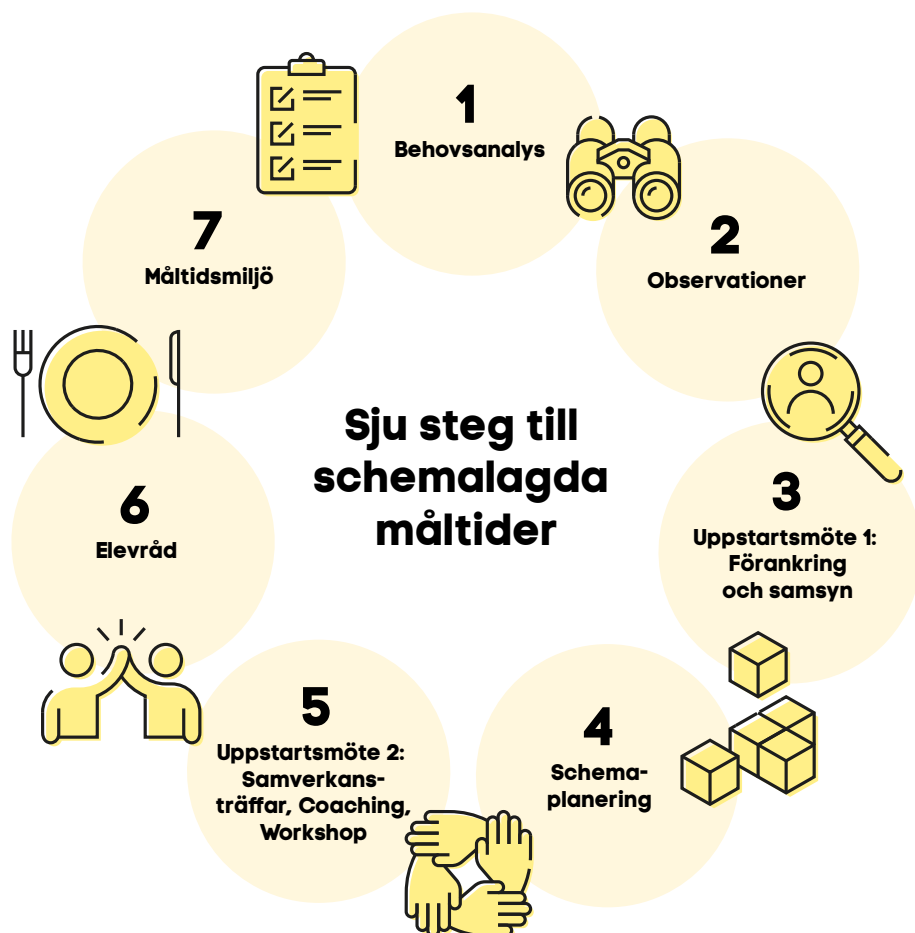 Sju steg till
schemalagda
måltider
1
Behovsanalys
2
Observationer
3
Uppstartsmöte 1:
Förankring
och samsyn
4
Schema-
planering
5
Uppstartsmöte 2:
Samverkans-
träffar, Coaching,
Workshop
6
Elevråd
7
Måltidsmiljö